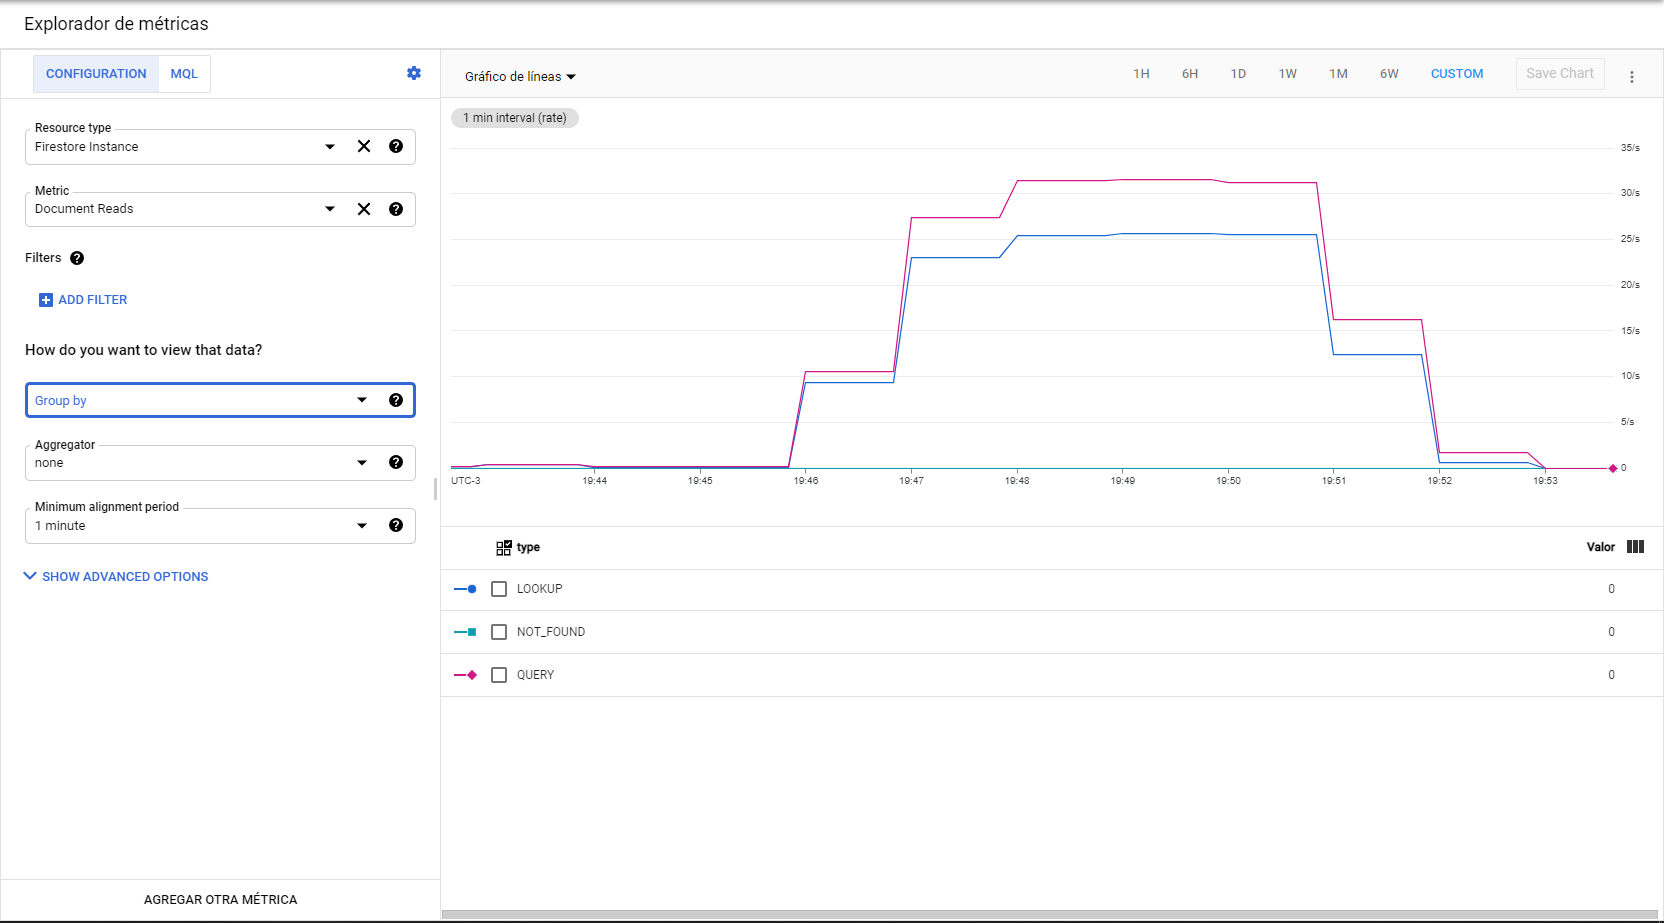 Explorador de métricas
CONFIGURATION MQL
Resource type
Firestore Instance
Metric
Document Reads
Filters
ADD FILTER
How do you want to view that data?
Group by
Aggregator
none
Minimum alignment period
1 minute
SHOW ADVANCED OPTIONS
AGREGAR OTRA MÉTRICA
Gráfico de líneas
1H 6H 1D 1W 1M 6W CUSTOM Save Chart
1 min interval (rate)
35/s
30/s
25/s
20/s
15/s
10/s
5/s
0
UTC-3 19:44 19:45 19:46 19:47 19:48 19:49 19:50 19:51 19:52 19:53
type Valor
LOOKUP 0
NOT_FOUND 0
QUERY 0